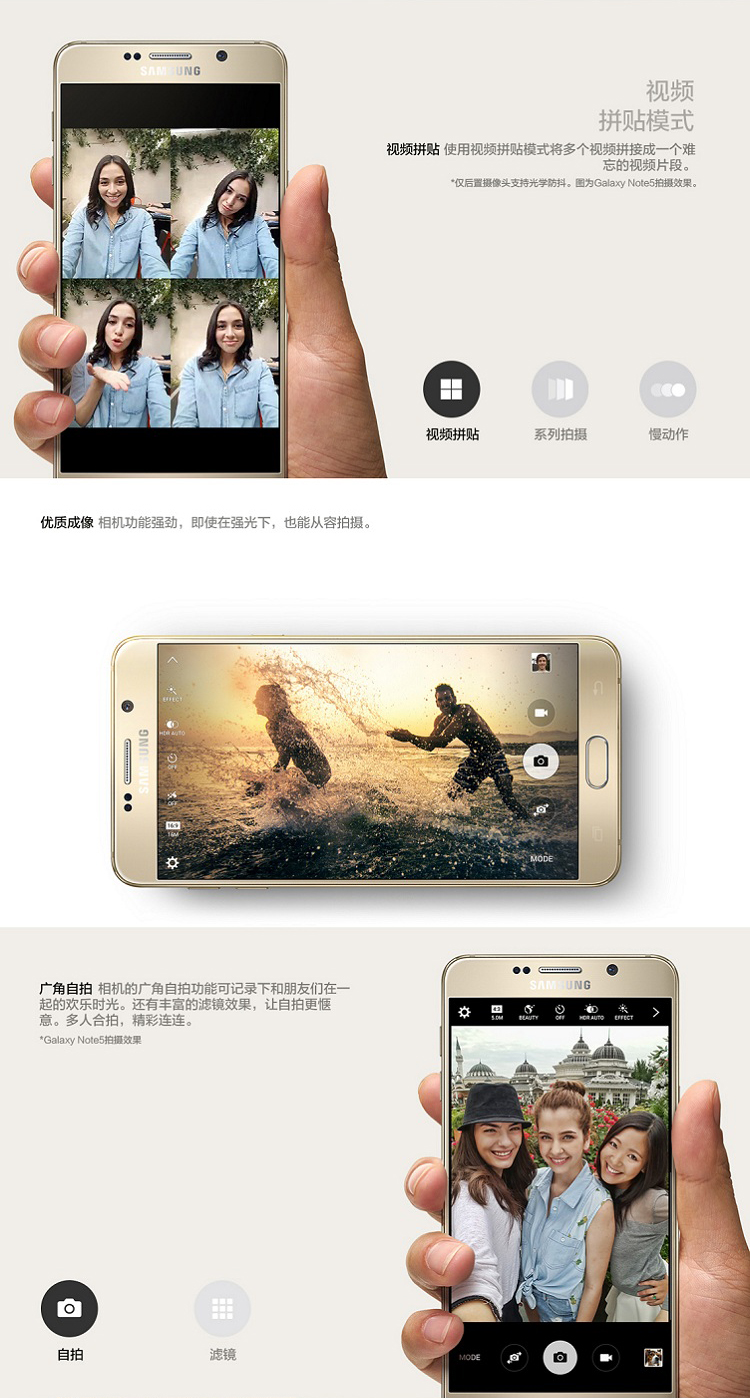 SAMSUNG
视频
拼贴模式
视频拼贴 使用视频拼贴模式将多个视频拼接成一个难
忘的视频片段。
*仅后置摄像头支持光学防抖。图为Galaxy Note5拍摄效果。
视频拼贴 系列拍摄 慢动作
优质成像 相机功能强劲，即使在强光下，也能从容拍摄。
SAMSUNG
EFFECT
HDR AUTO
OFF
OFF
16:9
16M
MODE
广角自拍 相机的广角自拍功能可记录下和朋友们在一
起的欢乐时光。还有丰富的滤镜效果，让自拍更惬
意。多人合拍，精彩连连。
*Galaxy Note5拍摄效果
自拍 滤镜
SAMSUNG
4:3
5.0M BEAUTY OFF HDR AUTO EFFECT
MODE